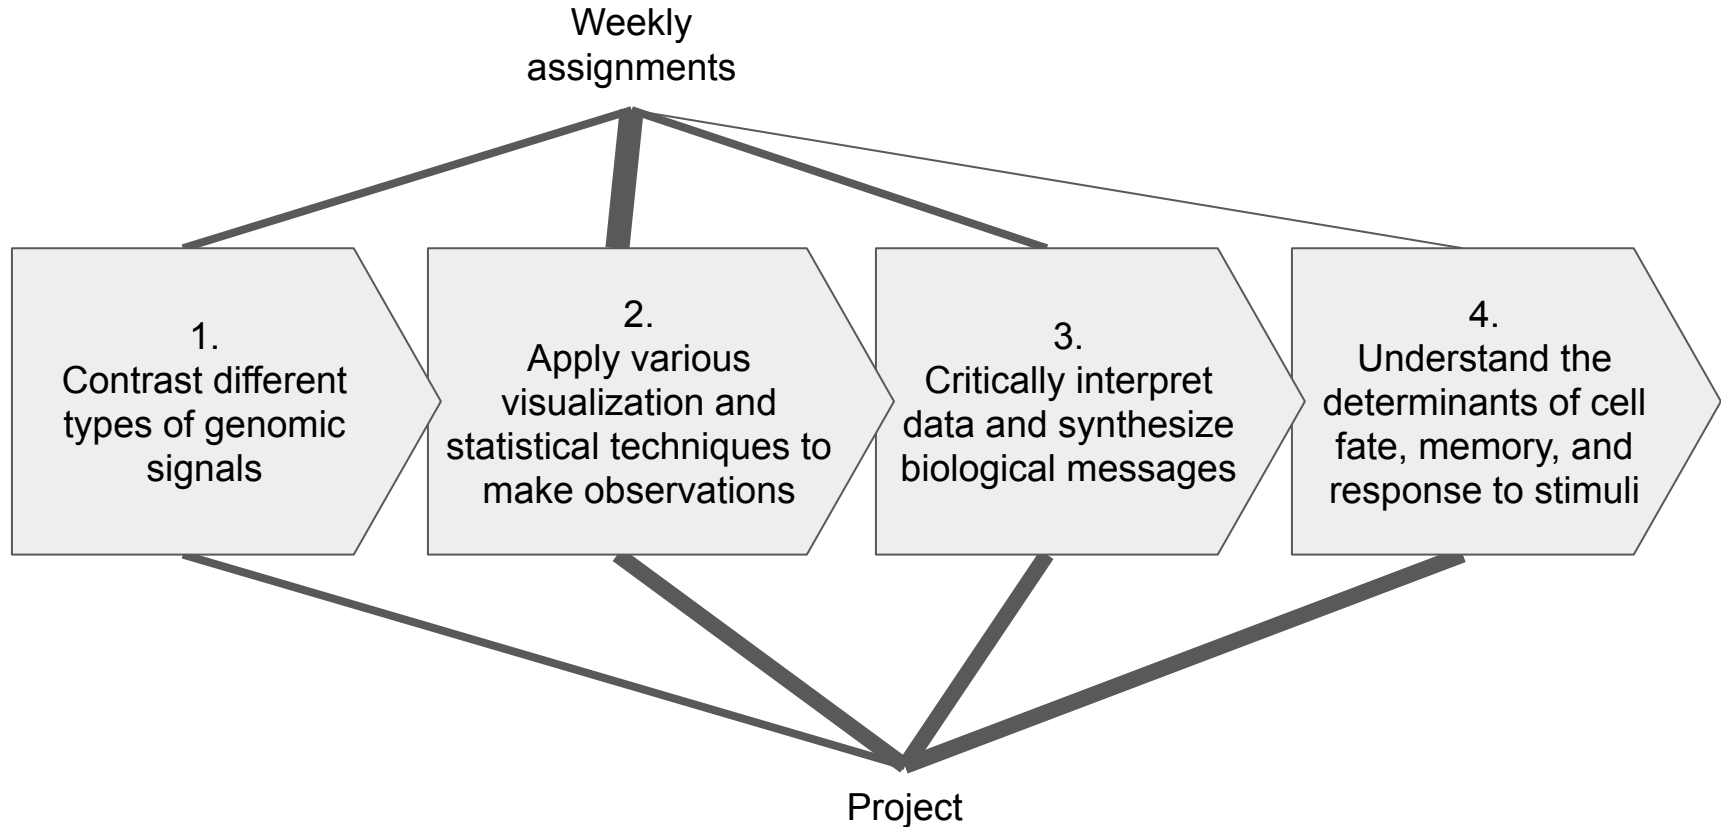 Weekly
assignments
1.
Contrast different
types of genomic
signals
2.
Apply various
visualization and
statistical techniques to
make observations
3.
Critically interpret
data and synthesize
biological messages
4.
Understand the
determinants of cell
fate, memory, and
response to stimuli
Project